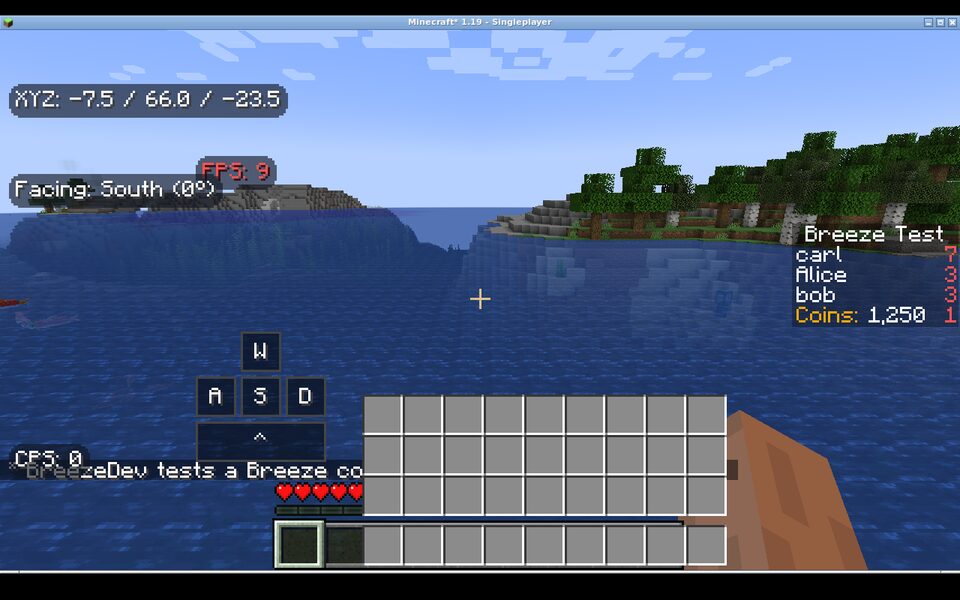 Minecraft* 1.19 - Singleplayer
XYZ: -7.5 / 66.0 / -23.5
FPS: 9
Facing: South (0°)
Breeze Test
carl 7
Alice 3
bob 3
Coins: 1,250 1
W
A S D
^
CPS: 0
* BreezeDev tests a Breeze co